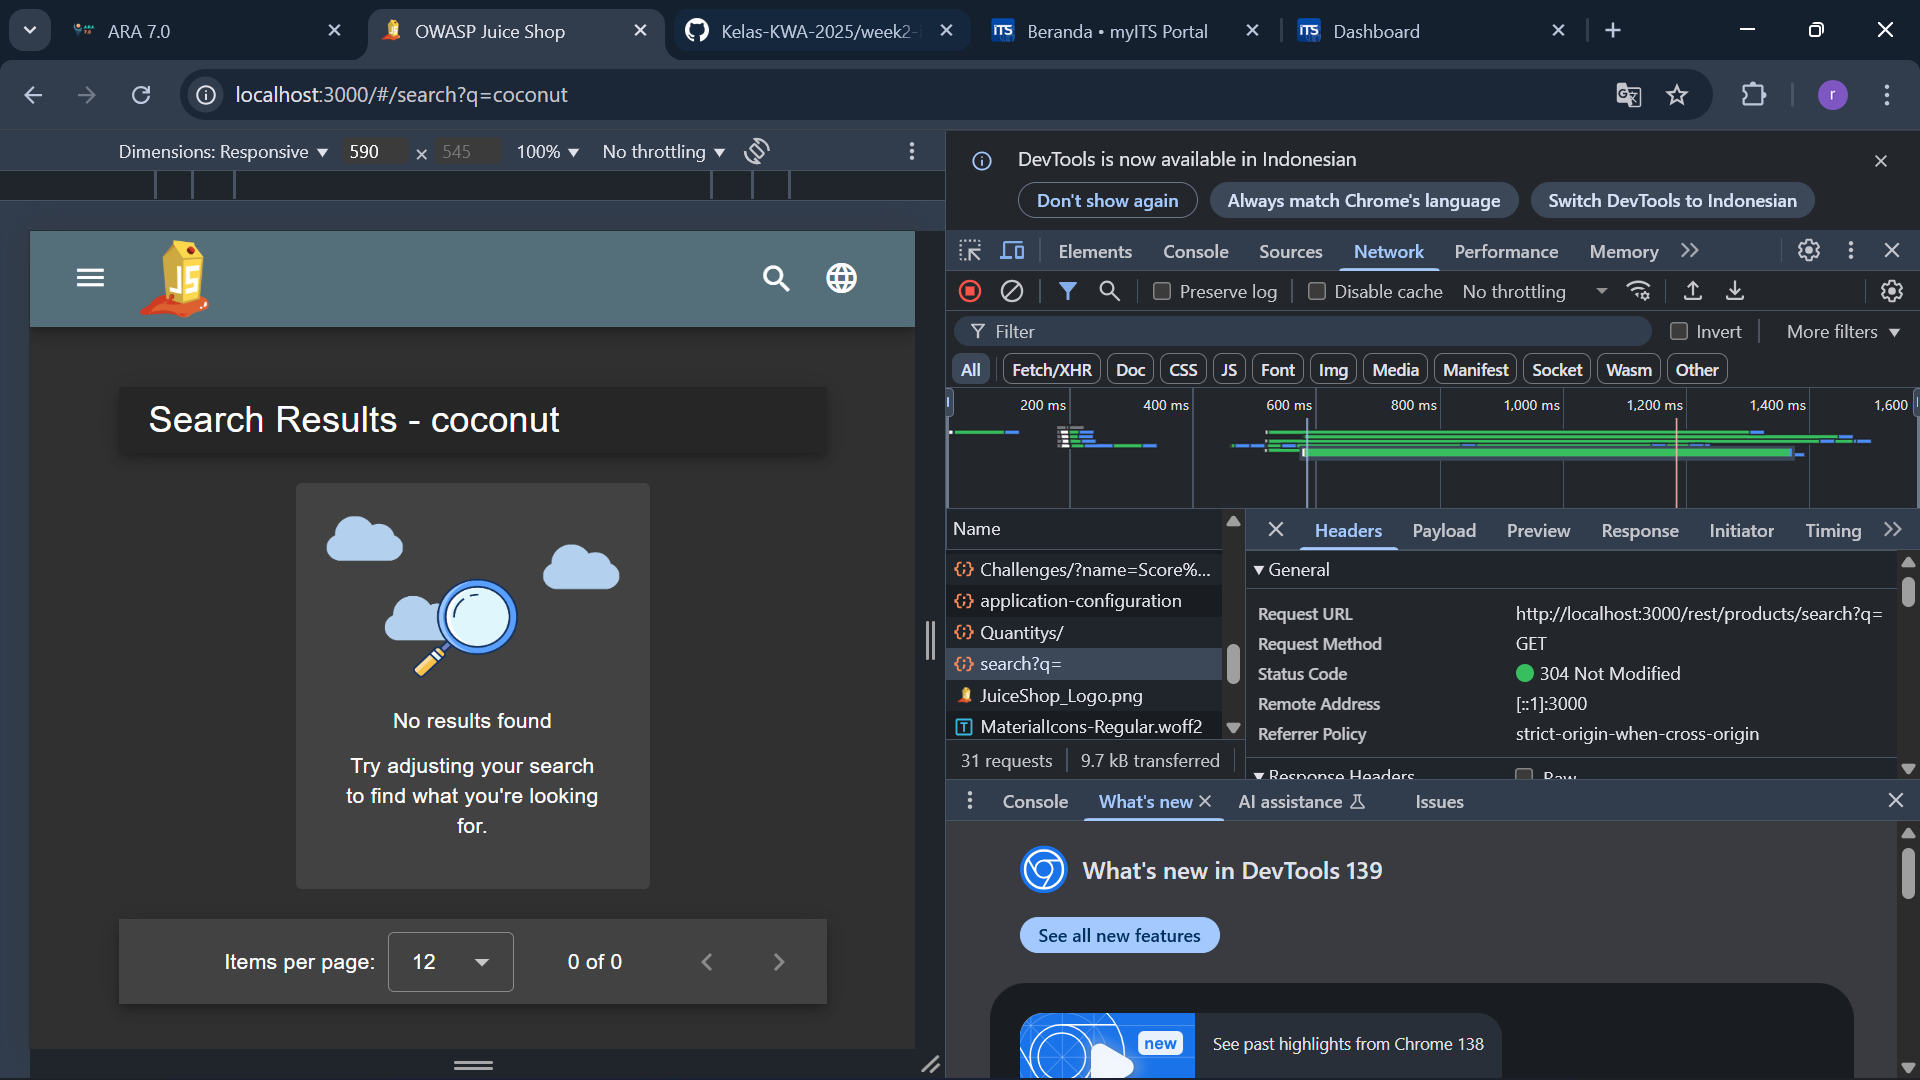 ARA 7.0
OWASP Juice Shop
Kelas-KWA-2025/week2-
Beranda • myITS Portal
Dashboard
localhost:3000/#/search?q=coconut
r
Dimensions: Responsive
590
×
545
100%
No throttling
DevTools is now available in Indonesian
Don't show again
Always match Chrome's language
Switch DevTools to Indonesian
JS
Elements
Console
Sources
Network
Performance
Memory
Preserve log
Disable cache
No throttling
Filter
Invert
More filters
All
Fetch/XHR
Doc
CSS
JS
Font
Img
Media
Manifest
Socket
Wasm
Other
200 ms
400 ms
600 ms
800 ms
1,000 ms
1,200 ms
1,400 ms
1,600
Search Results - coconut
No results found
Try adjusting your search
to find what you're looking
for.
Items per page:
12
0 of 0
Name
Challenges/?name=Score%...
application-configuration
Quantitys/
search?q=
JuiceShop_Logo.png
MaterialIcons-Regular.woff2
31 requests
9.7 kB transferred
Headers
Payload
Preview
Response
Initiator
Timing
General
Request URL
http://localhost:3000/rest/products/search?q=
Request Method
GET
Status Code
304 Not Modified
Remote Address
[::1]:3000
Referrer Policy
strict-origin-when-cross-origin
Response Headers
Raw
Console
What's new
AI assistance
Issues
What's new in DevTools 139
See all new features
new
See past highlights from Chrome 138